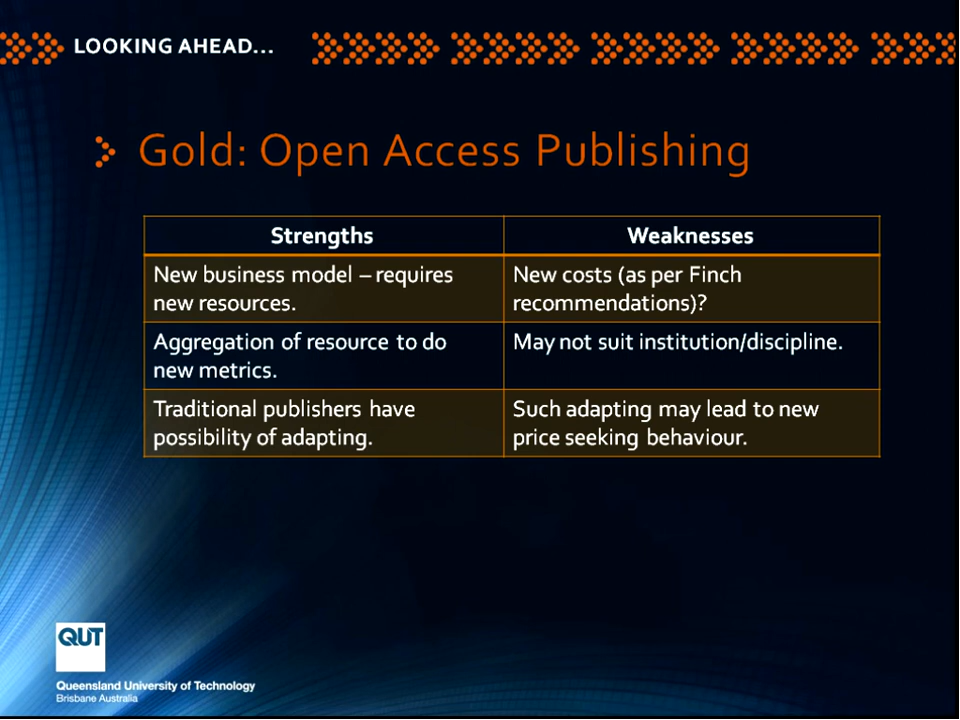 LOOKING AHEAD...
Gold: Open Access Publishing
Strengths
Weaknesses
New business model – requires
new resources.
New costs (as per Finch
recommendations)?
Aggregation of resource to do
new metrics.
May not suit institution/discipline.
Traditional publishers have
possibility of adapting.
Such adapting may lead to new
price seeking behaviour.
QUT
Queensland University of Technology
Brisbane Australia